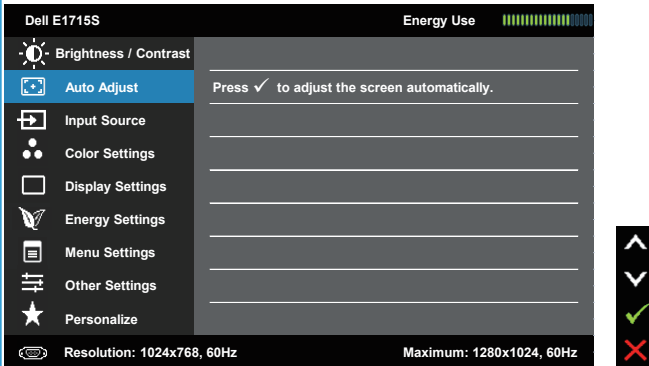 Dell E1715S Energy Use
Brightness / Contrast
Auto Adjust Press ✓ to adjust the screen automatically.
Input Source
Color Settings
Display Settings
Energy Settings
Menu Settings
Other Settings
Personalize
Resolution: 1024x768, 60Hz Maximum: 1280x1024, 60Hz